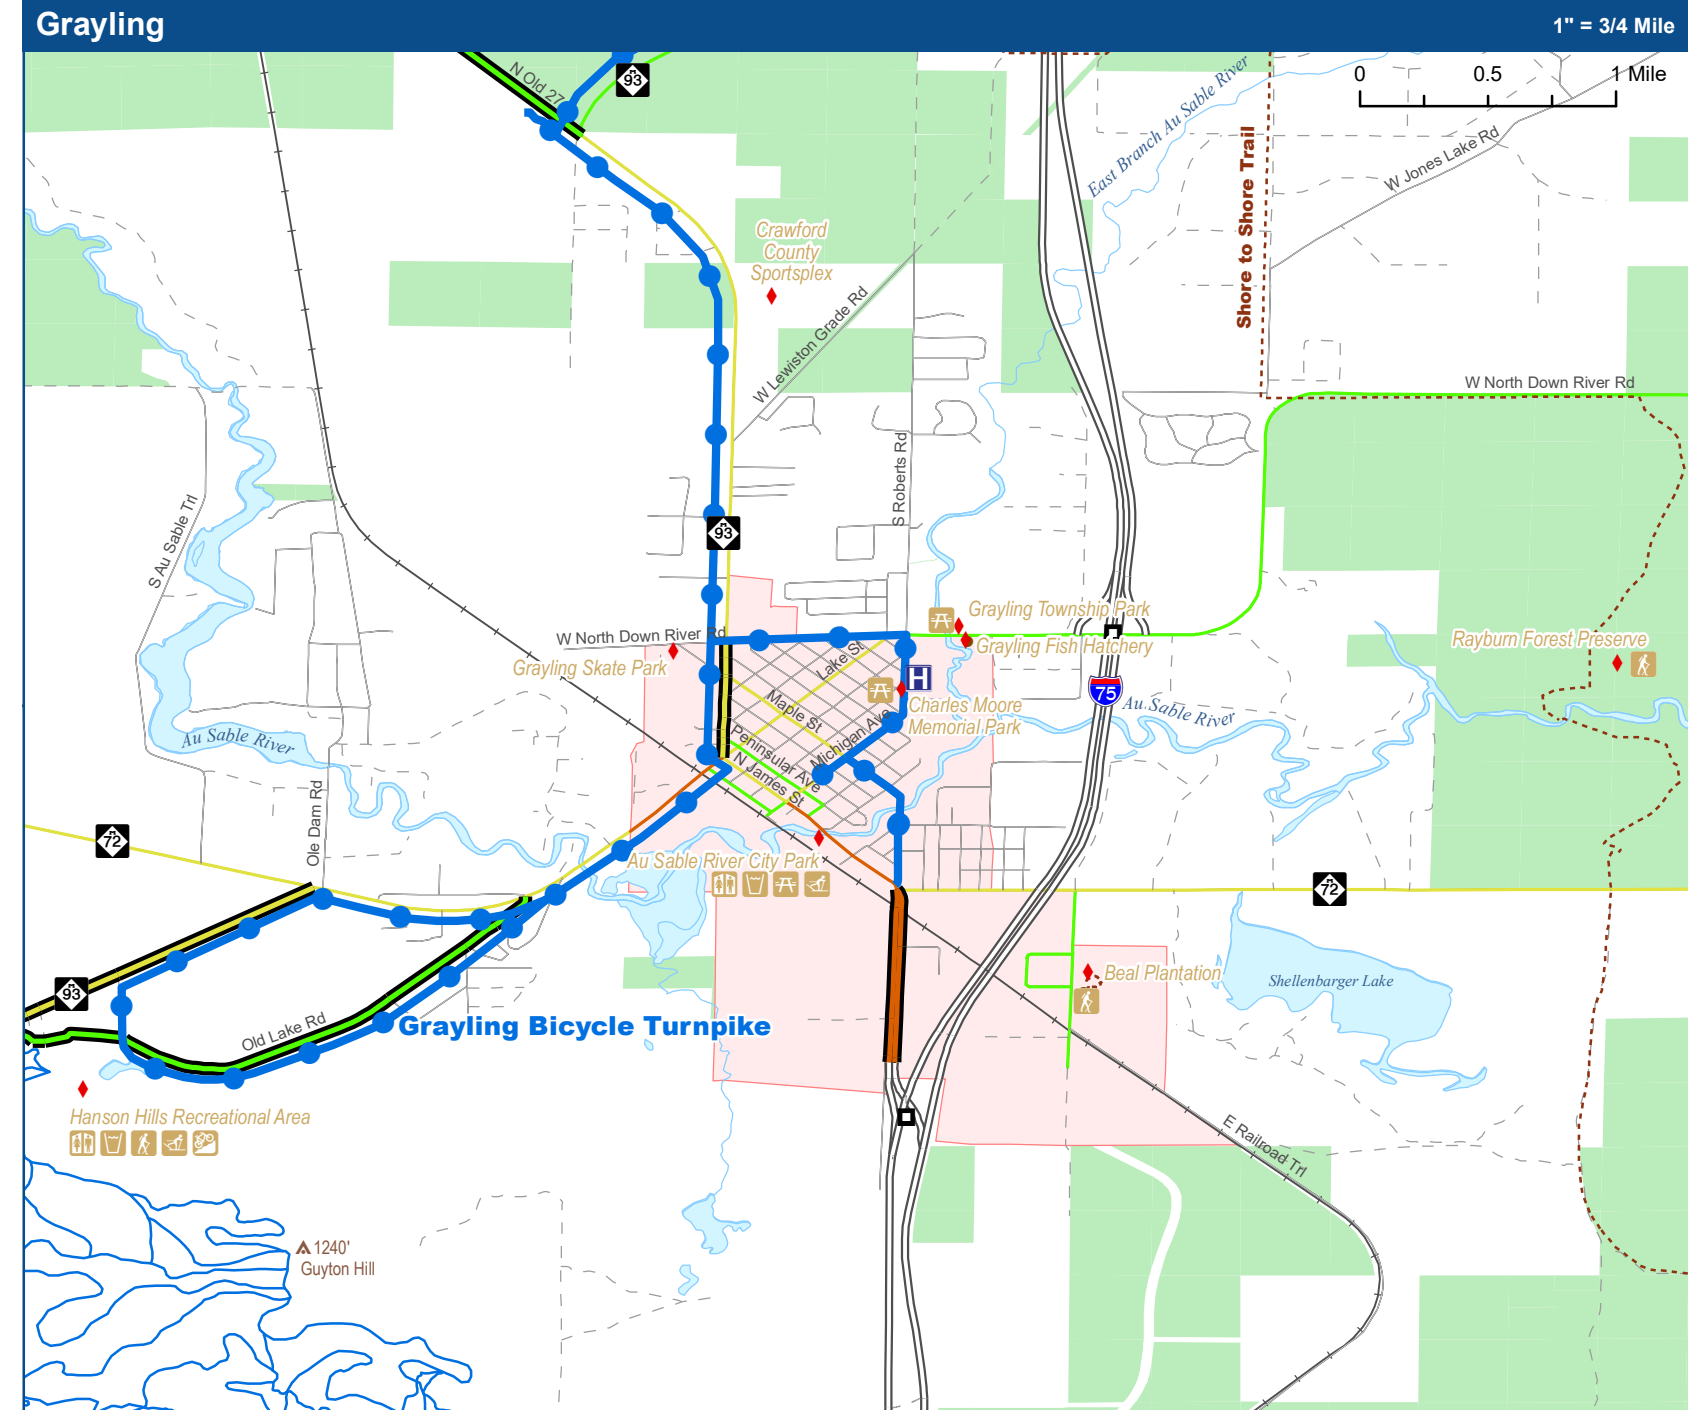 Grayling
1" = 3/4 Mile
0 0.5 1 Mile
N Old 27
M
93
East Branch Au Sable River
Shore to Shore Trail
W Jones Lake Rd
Crawford
County
Sportsplex
W Lewiston Grade Rd
W North Down River Rd
S Roberts Rd
S Au Sable Trl
M
93
Grayling Township Park
W North Down River Rd
Grayling Fish Hatchery
Rayburn Forest Preserve
Grayling Skate Park
Lake St
H
75
Maple St
Charles Moore
Memorial Park
Au Sable River
Michigan Ave
Au Sable River
Peninsular Ave
N James St
Ole Dam Rd
M
72
Au Sable River City Park
M
72
M
93
Beal Plantation
Shellenbarger Lake
Old Lake Rd
Grayling Bicycle Turnpike
Hanson Hills Recreational Area
E Railroad Trl
1240'
Guyton Hill